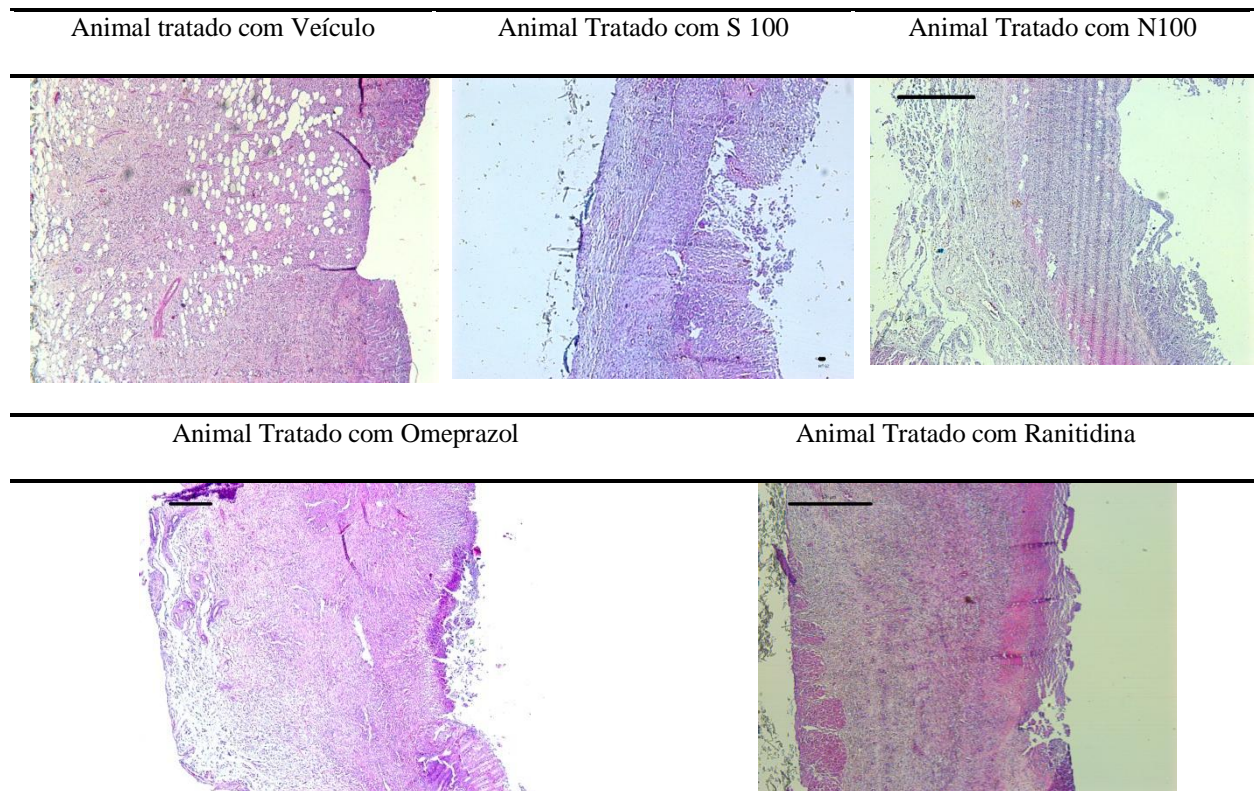 Animal tratado com Veículo
Animal Tratado com S 100
Animal Tratado com N100
Animal Tratado com Omeprazol
Animal Tratado com Ranitidina